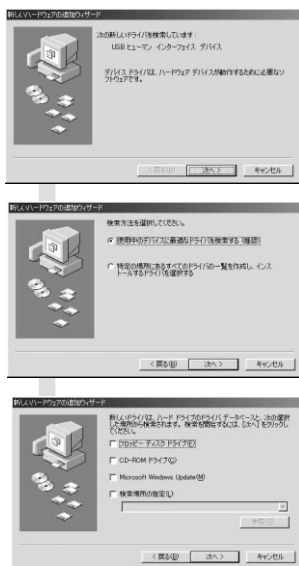 新しいハードウェアの追加ウィザード
次の新しいドライバを検索しています:
USB ヒューマン インターフェイス デバイス
デバイス ドライバは、ハードウェア デバイスが動作するために必要なソ
フトウェアです。
< 戻る(B) 次へ > キャンセル
新しいハードウェアの追加ウィザード
検索方法を選択してください。
使用中のデバイスに最適なドライバを検索する (推奨)
特定の場所にあるすべてのドライバの一覧を作成し、インス
トールするドライバを選択する
< 戻る(B) 次へ > キャンセル
新しいハードウェアの追加ウィザード
新しいドライバは、ハード ドライブのドライバ データベースと、次の選択
した場所から検索されます。検索を開始するには、[次へ] をクリックし
てください。
フロッピー ディスク ドライブ(F)
CD-ROM ドライブ(C)
Microsoft Windows Update(M)
検索場所の指定(L)
参照(R)...
< 戻る(B) 次へ > キャンセル